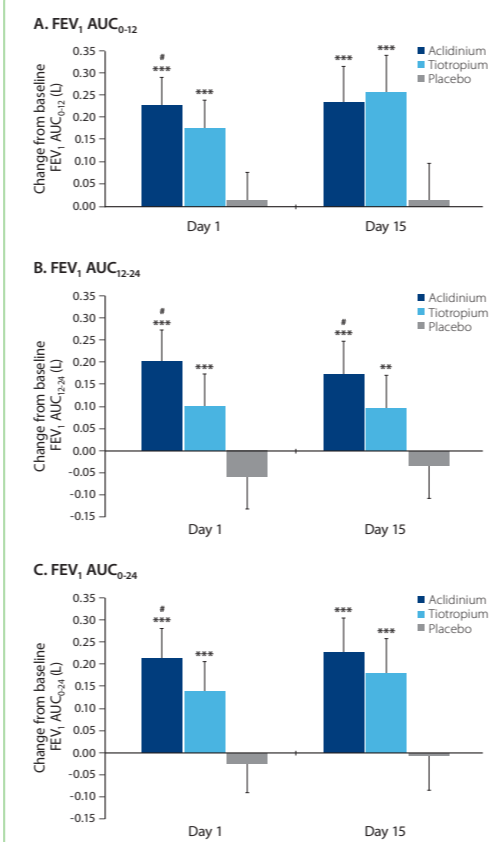 A. FEV₁ AUC₀₋₁₂
Change from baseline
FEV₁ AUC₀₋₁₂ (L)
0.35
0.30
0.25
0.20
0.15
0.10
0.05
0.00
#
***
***
***
***
Aclidinium
Tiotropium
Placebo
Day 1
Day 15
B. FEV₁ AUC₁₂₋₂₄
Change from baseline
FEV₁ AUC₁₂₋₂₄ (L)
0.35
0.30
0.25
0.20
0.15
0.10
0.05
0.00
-0.05
-0.10
-0.15
#
***
***
#
***
**
Aclidinium
Tiotropium
Placebo
Day 1
Day 15
C. FEV₁ AUC₀₋₂₄
Change from baseline
FEV₁ AUC₀₋₂₄ (L)
0.35
0.30
0.25
0.20
0.15
0.10
0.05
0.00
-0.05
-0.10
-0.15
#
***
***
***
***
Aclidinium
Tiotropium
Placebo
Day 1
Day 15